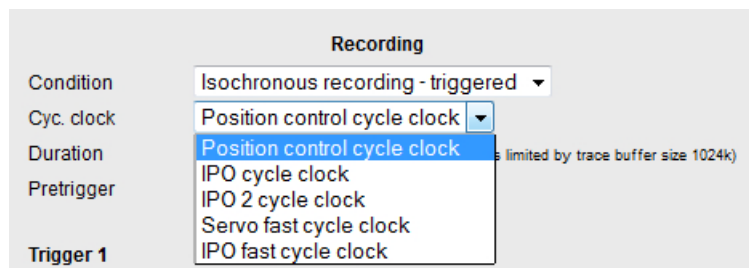 Recording
Condition Isochronous recording - triggered
Cyc. clock Position control cycle clock
Duration Position control cycle clock limited by trace buffer size 1024k)
IPO cycle clock
Pretrigger IPO 2 cycle clock
Servo fast cycle clock
Trigger 1 IPO fast cycle clock